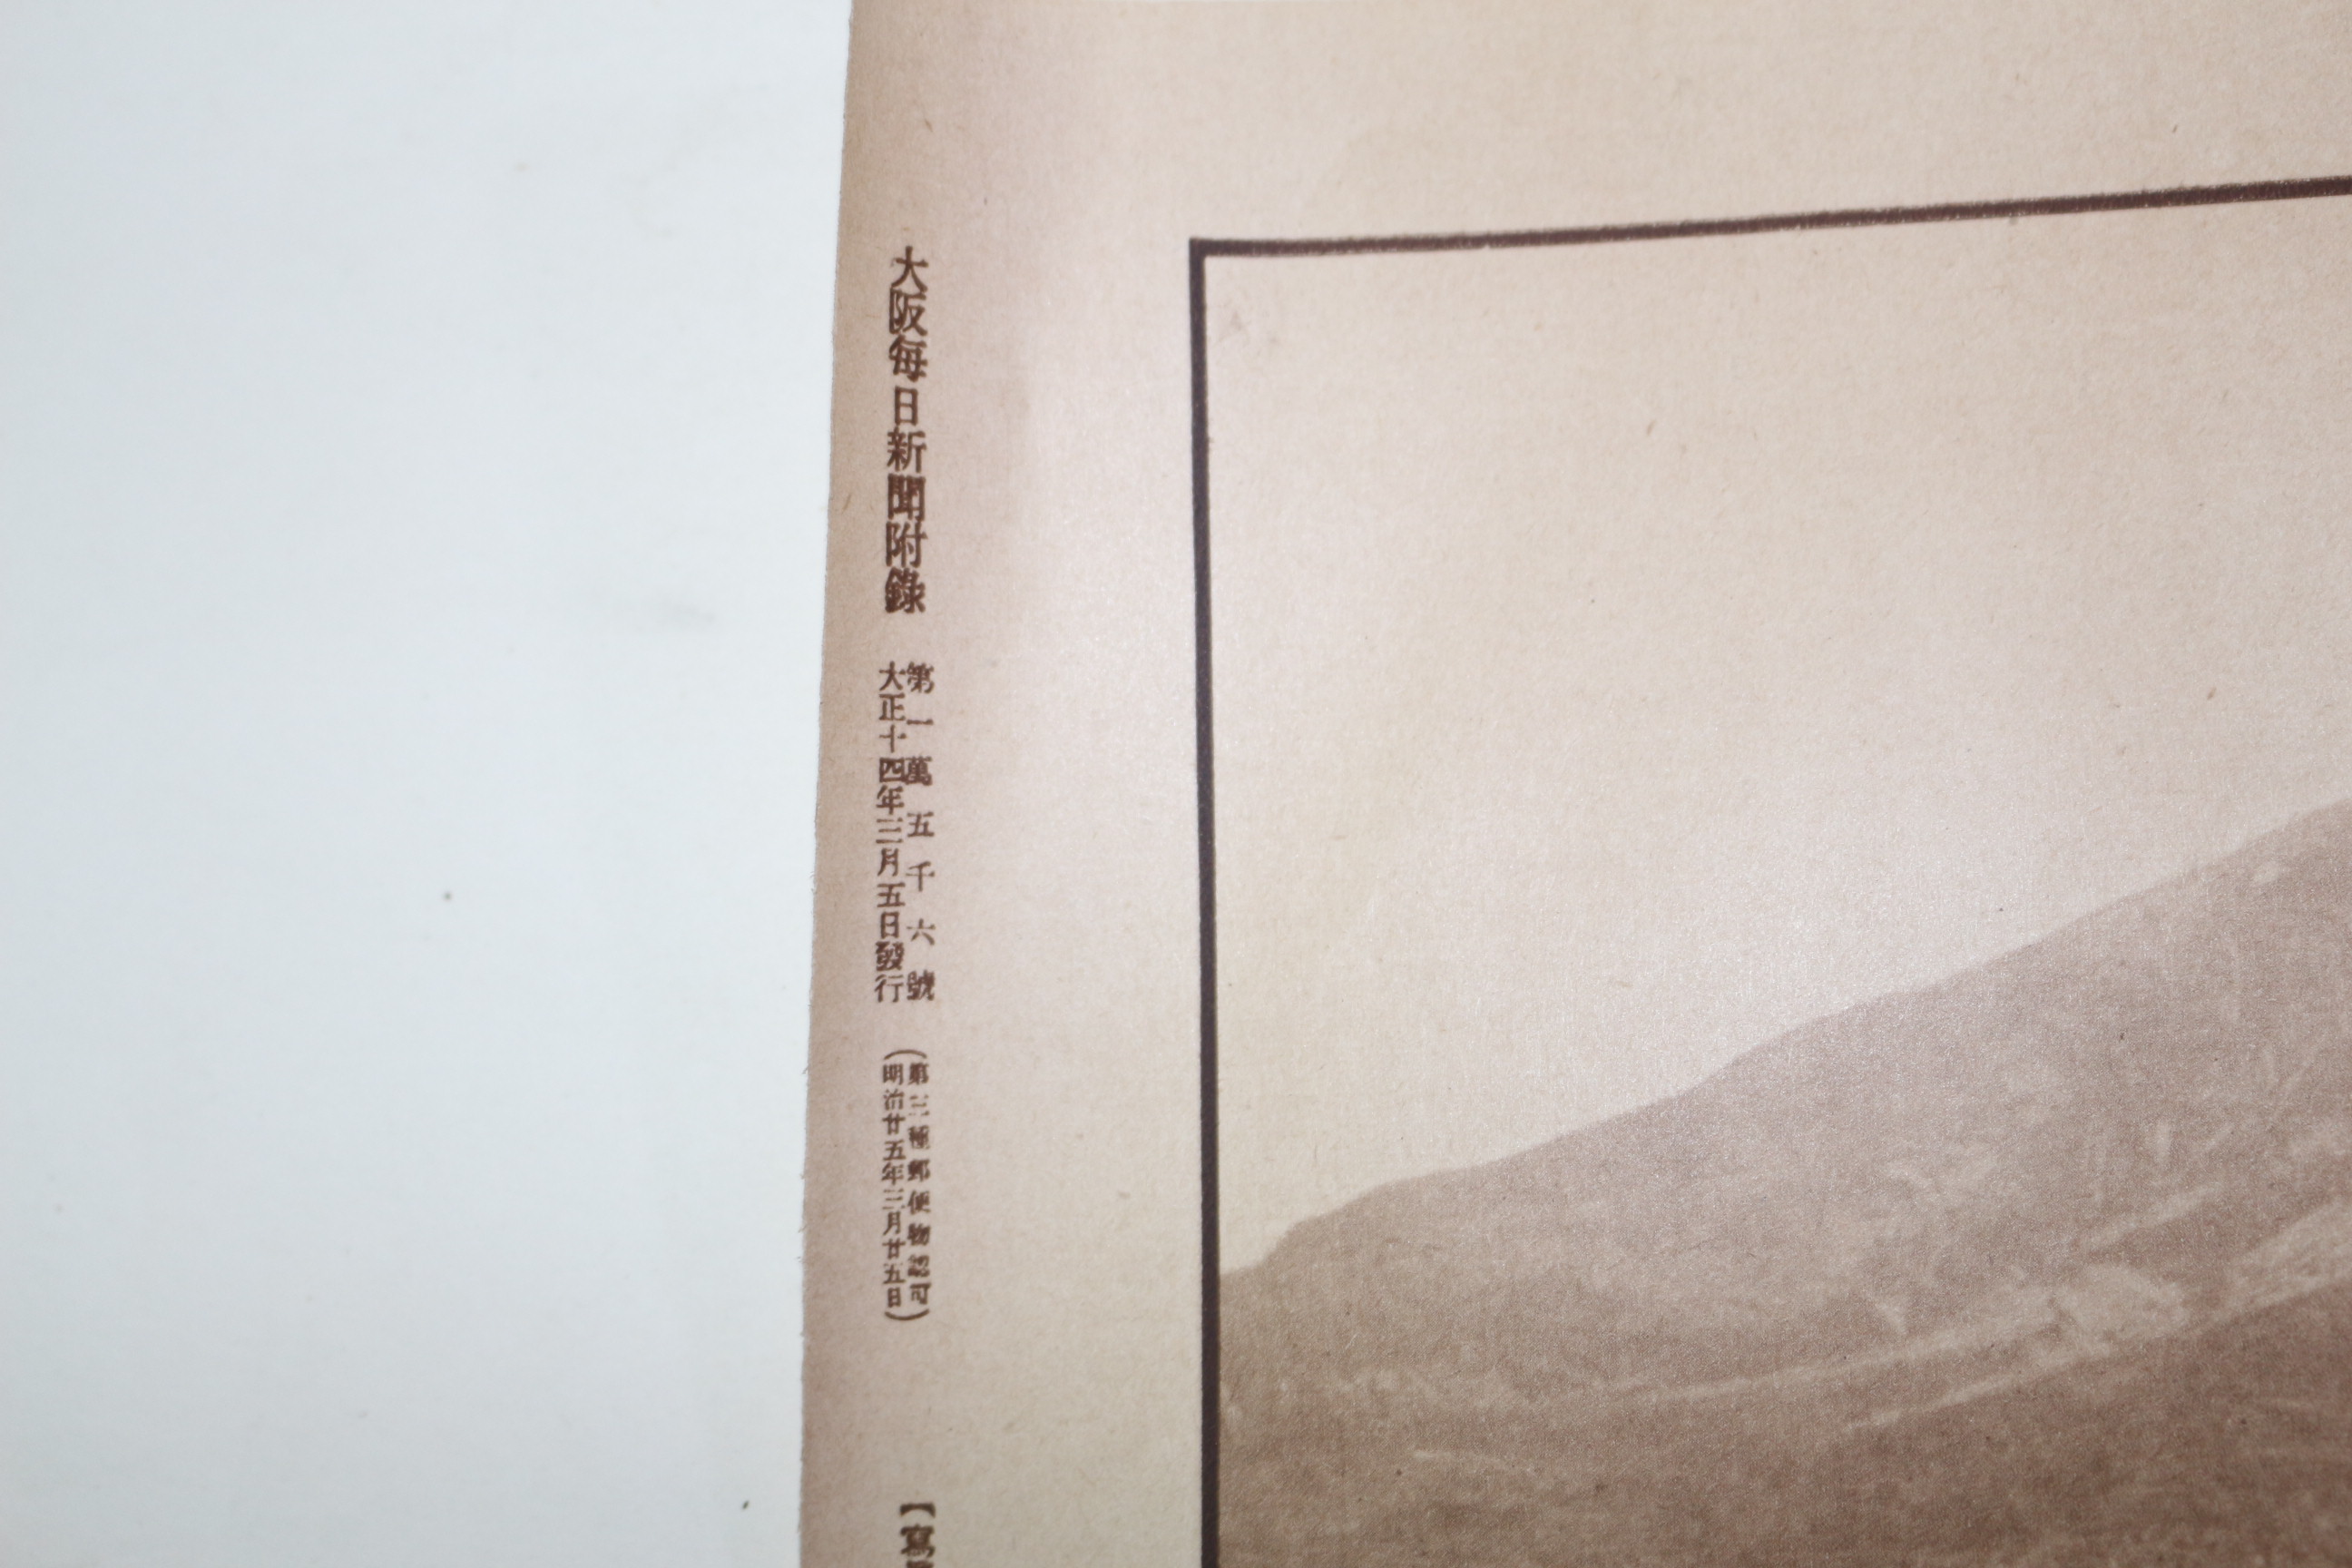 大阪每日新聞附錄
第一萬五千六號
大正十四年三月五日發行
(第三種郵便物認可
明治廿五年三月廿五日)
【寫